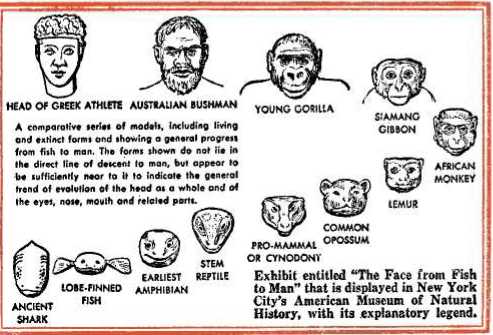 HEAD OF GREEK ATHLETE
AUSTRALIAN BUSHMAN
YOUNG GORILLA
SIAMANG
GIBBON
AFRICAN
MONKEY
A comparative series of models, including living
and extinct forms and showing a general progress
from fish to man. The forms shown do not lie in
the direct line of descent to man, but appear to
be sufficiently near to it to indicate the general
trend of evolution of the head as a whole and of
the eyes, nose, mouth and related parts.
LEMUR
COMMON
OPOSSUM
PRO-MAMMAL
OR CYNODONT
STEM
REPTILE
EARLIEST
AMPHIBIAN
LOBE-FINNED
FISH
ANCIENT
SHARK
Exhibit entitled "The Face from Fish
to Man" that is displayed in New York
City's American Museum of Natural
History, with its explanatory legend.